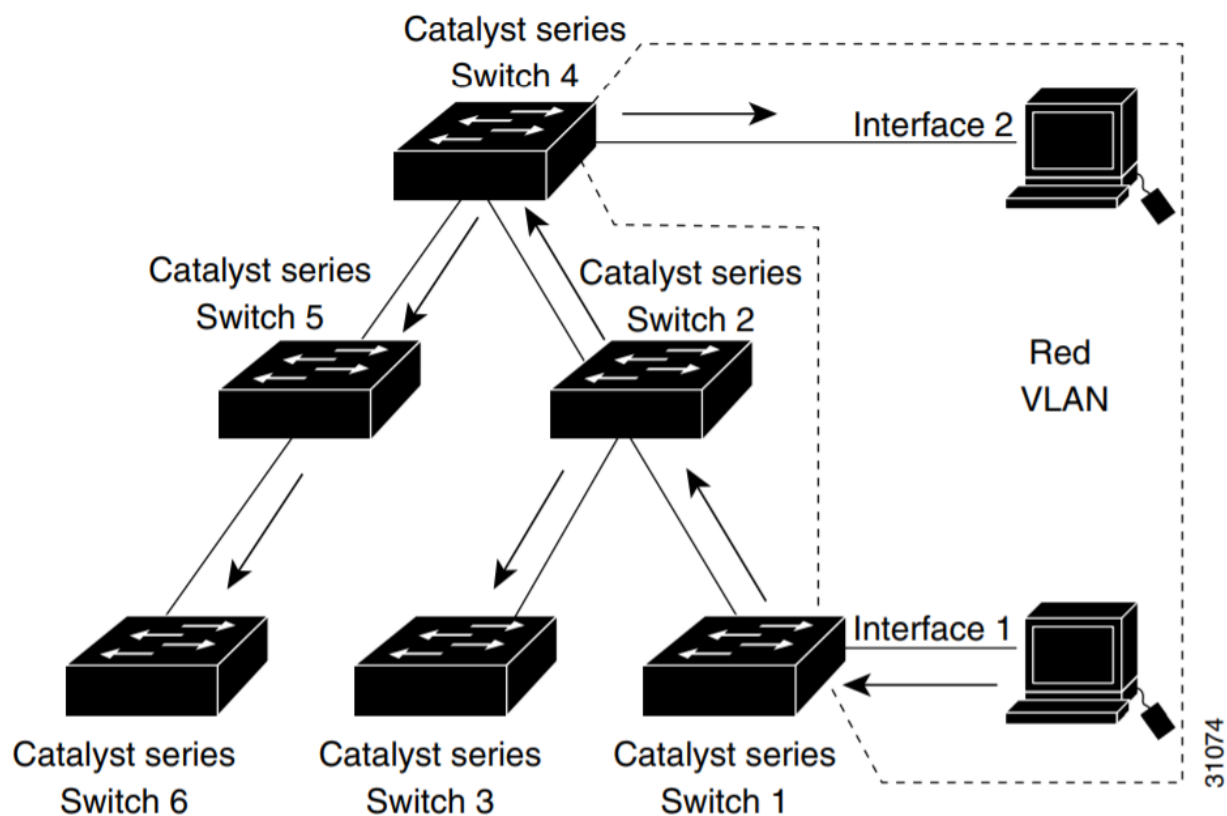 Catalyst series
Switch 4
Interface 2
Catalyst series
Switch 5
Catalyst series
Switch 2
Red
VLAN
Interface 1
31074
Catalyst series
Switch 6
Catalyst series
Switch 3
Catalyst series
Switch 1